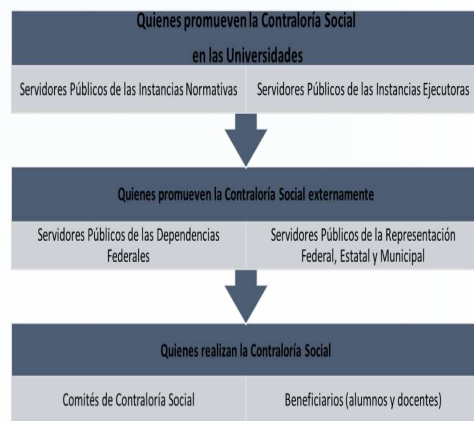 Quienes promueven la Contraloría Social
en las Universidades
Servidores Públicos de las Instancias Normativas
Servidores Públicos de las Instancias Ejecutoras
Quienes promueven la Contraloría Social externamente
Servidores Públicos de las Dependencias
Federales
Servidores Públicos de la Representación
Federal, Estatal y Municipal
Quienes realizan la Contraloría Social
Comités de Contraloría Social
Beneficiarios (alumnos y docentes)